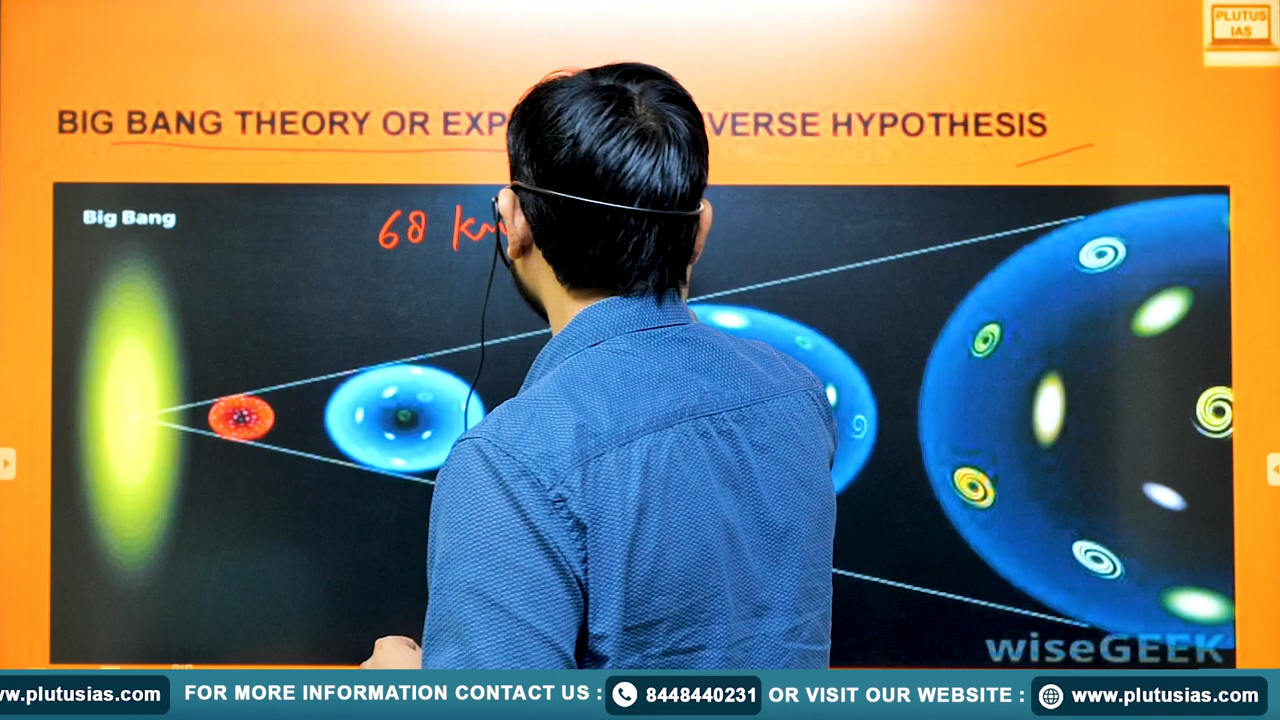 PLUTUS
IAS
BIG BANG THEORY OR EXP VERSE HYPOTHESIS
Big Bang
68 km
wiseGEEK
www.plutusias.com FOR MORE INFORMATION CONTACT US : 8448440231 OR VISIT OUR WEBSITE : www.plutusias.com